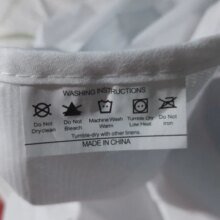 WASHING INSTRUCTIONS
Do Not Dryclean
Do Not Bleach
Machine Wash Warm
Tumble Dry Low Heat
Do Not Iron
Tumble-dry with other linens.
MADE IN CHINA